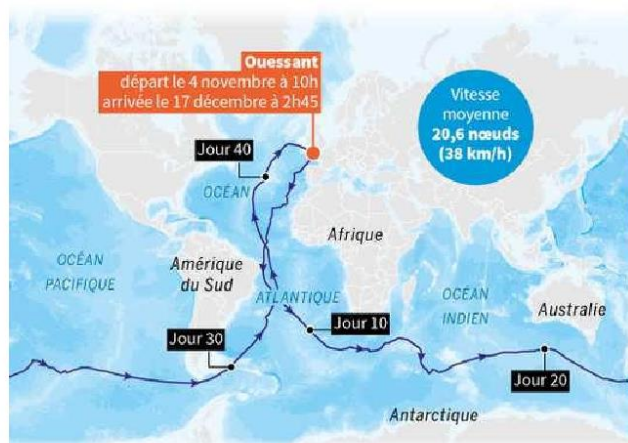 Ouessant
départ le 4 novembre à 10h
arrivée le 17 décembre à 2h45
Vitesse
moyenne
20,6 nœuds
(38 km/h)
Jour 40
OCÉAN
Afrique
OCÉAN
PACIFIQUE
Amérique
du Sud
ATLANTIQUE
OCÉAN
INDIEN
Australie
Jour 10
Jour 30
Jour 20
Antarctique